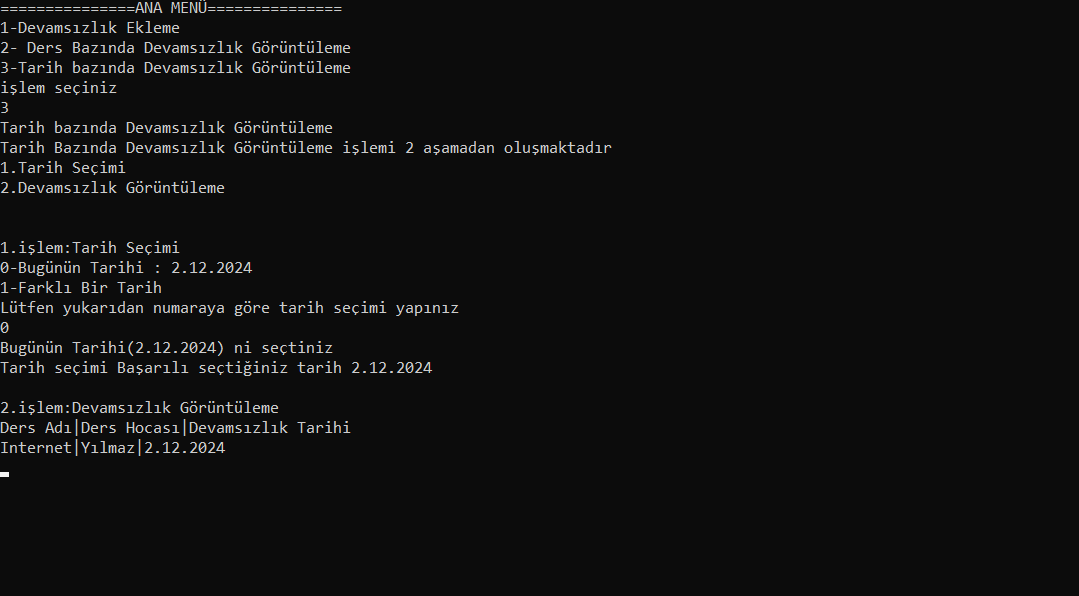 ===============ANA MENÜ===============
1-Devamsızlık Ekleme
2- Ders Bazında Devamsızlık Görüntüleme
3-Tarih bazında Devamsızlık Görüntüleme
işlem seçiniz
3
Tarih bazında Devamsızlık Görüntüleme
Tarih Bazında Devamsızlık Görüntüleme işlemi 2 aşamadan oluşmaktadır
1.Tarih Seçimi
2.Devamsızlık Görüntüleme
1.işlem:Tarih Seçimi
0-Bugünün Tarihi : 2.12.2024
1-Farklı Bir Tarih
Lütfen yukarıdan numaraya göre tarih seçimi yapınız
0
Bugünün Tarihi(2.12.2024) ni seçtiniz
Tarih seçimi Başarılı seçtiğiniz tarih 2.12.2024
2.işlem:Devamsızlık Görüntüleme
Ders Adı|Ders Hocası|Devamsızlık Tarihi
Internet|Yılmaz|2.12.2024